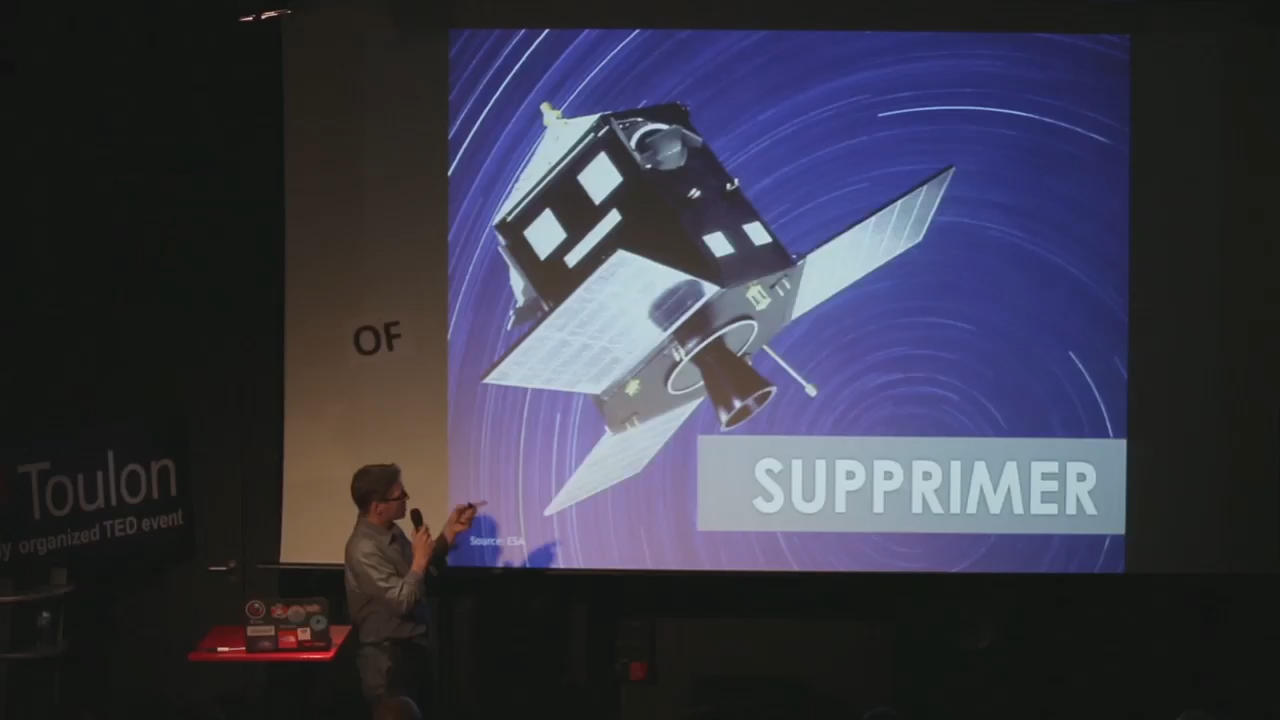 OF
SUPPRIMER
Source: ESA
Toulon
y organized TED event